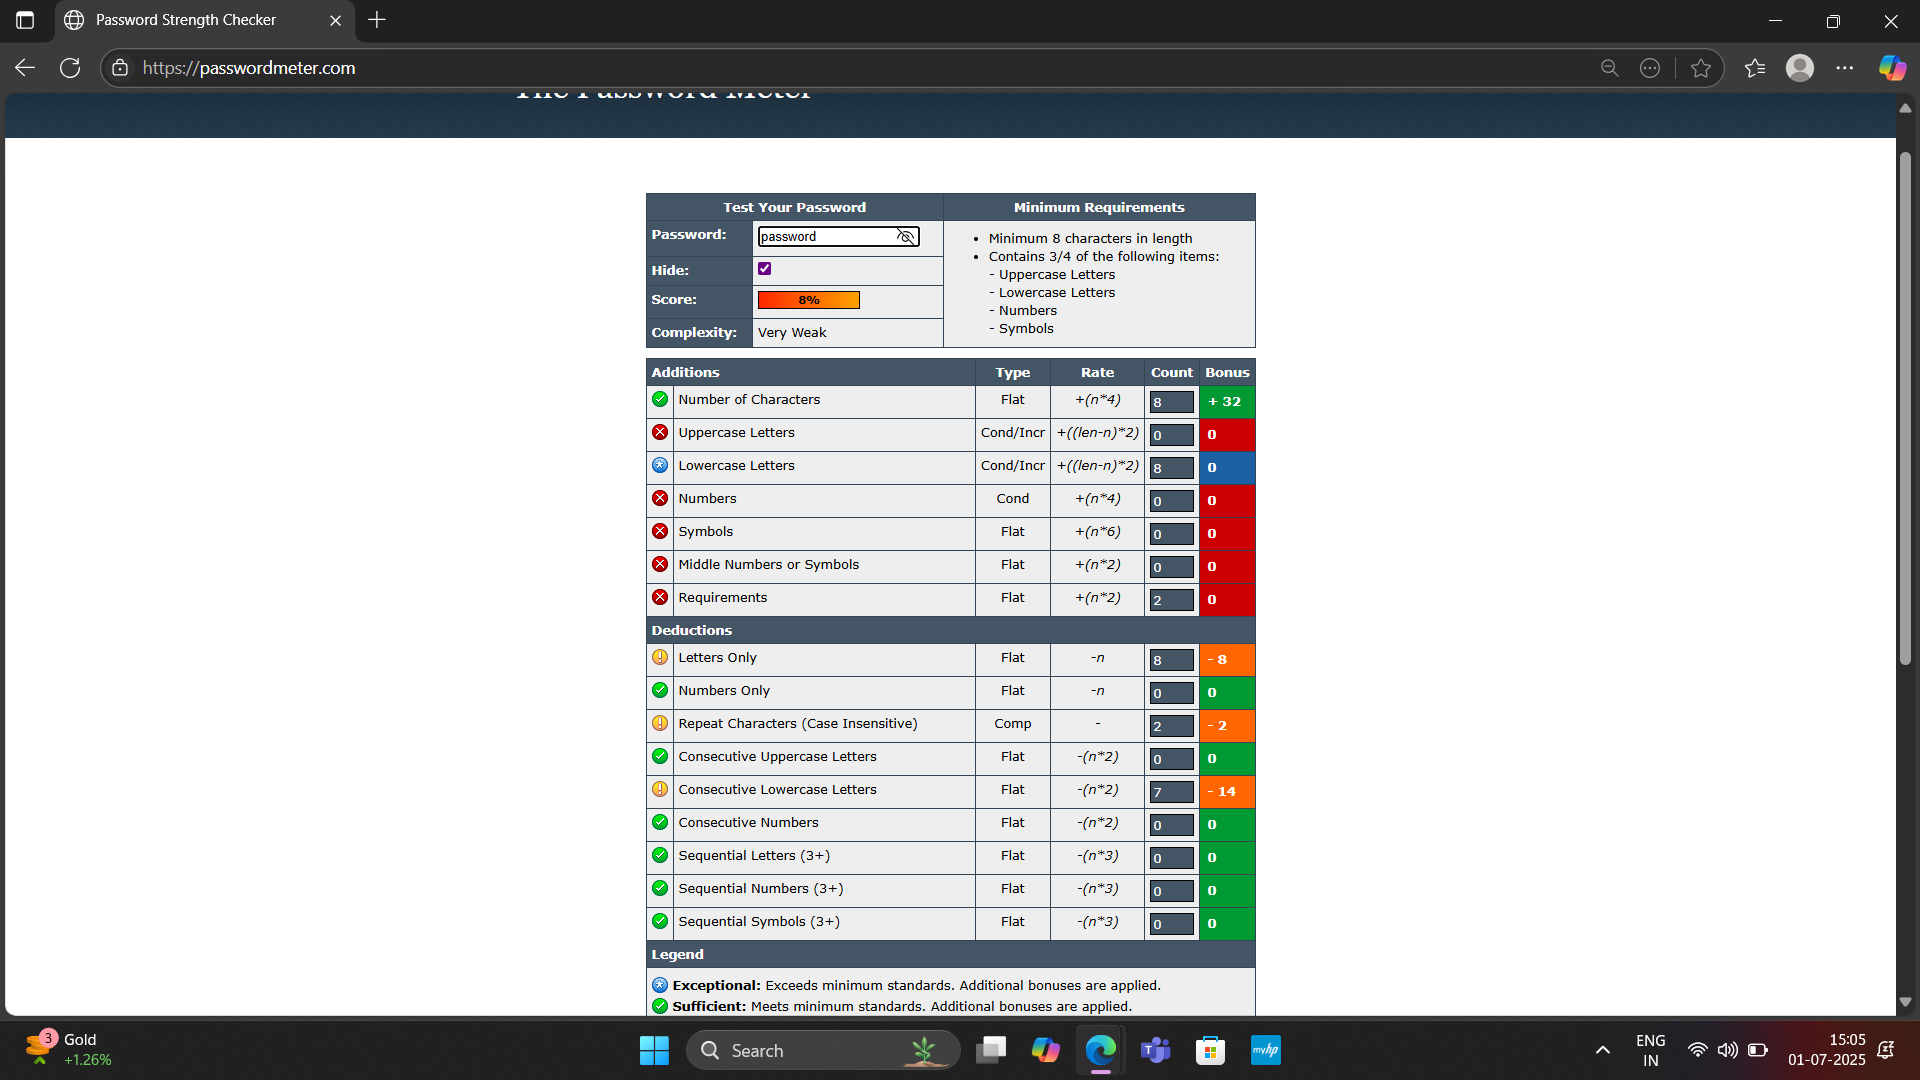 Password Strength Checker
https://passwordmeter.com
The Password Meter
Test Your Password
Minimum Requirements
Password:
password
Hide:
Score:
8%
Complexity:
Very Weak
• Minimum 8 characters in length
• Contains 3/4 of the following items:
- Uppercase Letters
- Lowercase Letters
- Numbers
- Symbols
Additions Type Rate Count Bonus
Number of Characters Flat +(n*4) 8 + 32
Uppercase Letters Cond/Incr +((len-n)*2) 0 0
Lowercase Letters Cond/Incr +((len-n)*2) 8 0
Numbers Cond +(n*4) 0 0
Symbols Flat +(n*6) 0 0
Middle Numbers or Symbols Flat +(n*2) 0 0
Requirements Flat +(n*2) 2 0
Deductions
Letters Only Flat -n 8 - 8
Numbers Only Flat -n 0 0
Repeat Characters (Case Insensitive) Comp - 2 - 2
Consecutive Uppercase Letters Flat -(n*2) 0 0
Consecutive Lowercase Letters Flat -(n*2) 7 - 14
Consecutive Numbers Flat -(n*2) 0 0
Sequential Letters (3+) Flat -(n*3) 0 0
Sequential Numbers (3+) Flat -(n*3) 0 0
Sequential Symbols (3+) Flat -(n*3) 0 0
Legend
Exceptional: Exceeds minimum standards. Additional bonuses are applied.
Sufficient: Meets minimum standards. Additional bonuses are applied.
3
Gold
+1.26%
Search
T
myhp
ENG
IN
15:05
01-07-2025